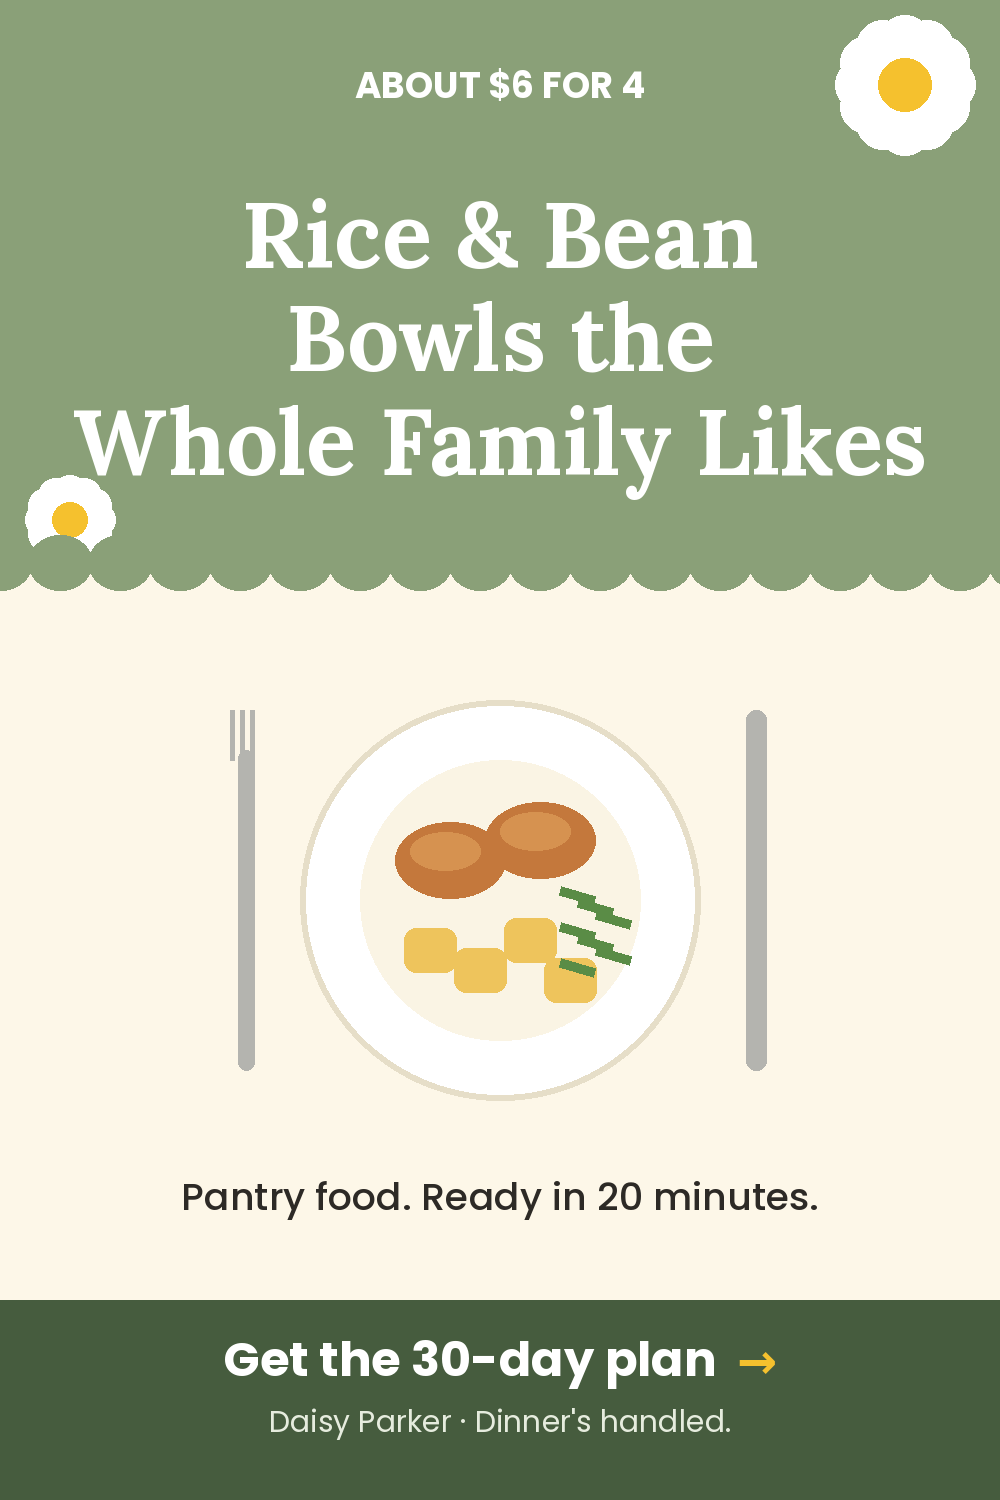 ABOUT $6 FOR 4
Rice & Bean
Bowls the
Whole Family Likes
Pantry food. Ready in 20 minutes.
Get the 30-day plan →
Daisy Parker · Dinner's handled.